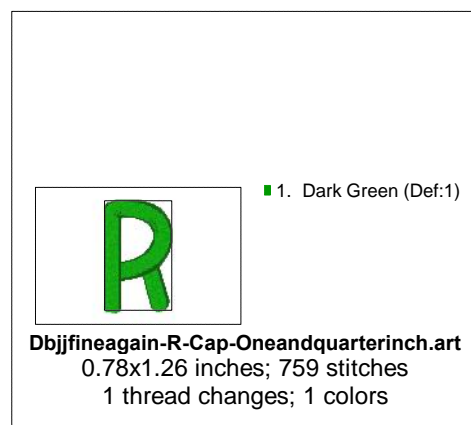 1. Dark Green (Def:1)
R
Dbjjfineagain-R-Cap-Oneandquarterinch.art
0.78x1.26 inches; 759 stitches
1 thread changes; 1 colors